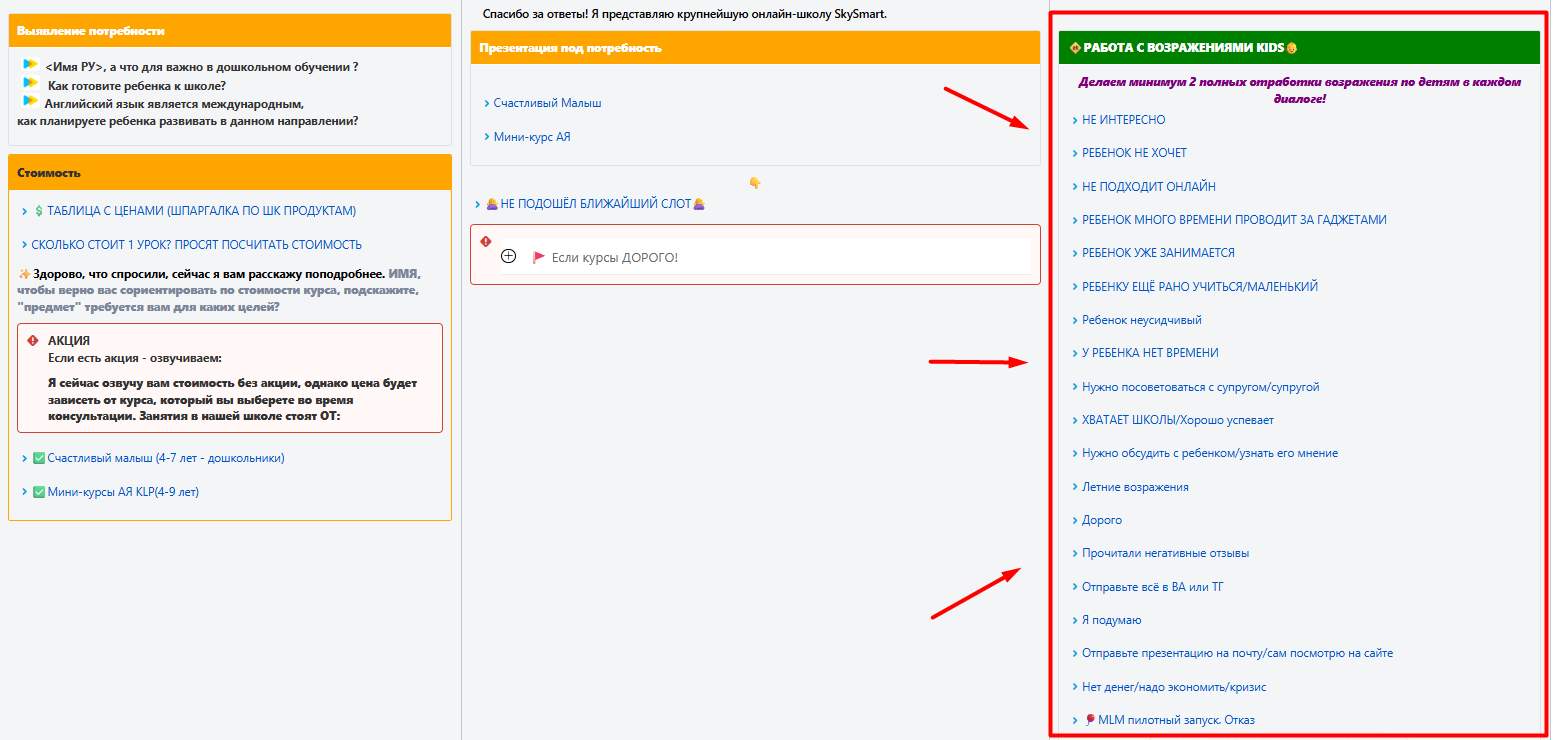 Выявление потребности
<Имя РУ>, а что для важно в дошкольном обучении ?
Как готовите ребенка к школе?
Английский язык является международным,
как планируете ребенка развивать в данном направлении?
Стоимость
ТАБЛИЦА С ЦЕНАМИ (ШПАРГАЛКА ПО ШК ПРОДУКТАМ)
СКОЛЬКО СТОИТ 1 УРОК? ПРОСЯТ ПОСЧИТАТЬ СТОИМОСТЬ
Здорово, что спросили, сейчас я вам расскажу поподробнее. ИМЯ,
чтобы верно вас сориентировать по стоимости курса, подскажите,
"предмет" требуется вам для каких целей?
АКЦИЯ
Если есть акция - озвучиваем:
Я сейчас озвучу вам стоимость без акции, однако цена будет
зависеть от курса, который вы выберете во время
консультации. Занятия в нашей школе стоят ОТ:
Счастливый малыш (4-7 лет - дошкольники)
Мини-курсы АЯ KLP(4-9 лет)
Спасибо за ответы! Я представляю крупнейшую онлайн-школу SkySmart.
Презентация под потребность
Счастливый Малыш
Мини-курс АЯ
НЕ ПОДОШЁЛ БЛИЖАЙШИЙ СЛОТ
Если курсы ДОРОГО!
РАБОТА С ВОЗРАЖЕНИЯМИ KIDS
Делаем минимум 2 полных отработки возражения по детям в каждом
диалоге!
НЕ ИНТЕРЕСНО
РЕБЕНОК НЕ ХОЧЕТ
НЕ ПОДХОДИТ ОНЛАЙН
РЕБЕНОК МНОГО ВРЕМЕНИ ПРОВОДИТ ЗА ГАДЖЕТАМИ
РЕБЕНОК УЖЕ ЗАНИМАЕТСЯ
РЕБЕНКУ ЕЩЁ РАНО УЧИТЬСЯ/МАЛЕНЬКИЙ
Ребенок неусидчивый
У РЕБЕНКА НЕТ ВРЕМЕНИ
Нужно посоветоваться с супругом/супругой
ХВАТАЕТ ШКОЛЫ/Хорошо успевает
Нужно обсудить с ребенком/узнать его мнение
Летние возражения
Дорого
Прочитали негативные отзывы
Отправьте всё в ВА или ТГ
Я подумаю
Отправьте презентацию на почту/сам посмотрю на сайте
Нет денег/надо экономить/кризис
MLM пилотный запуск. Отказ